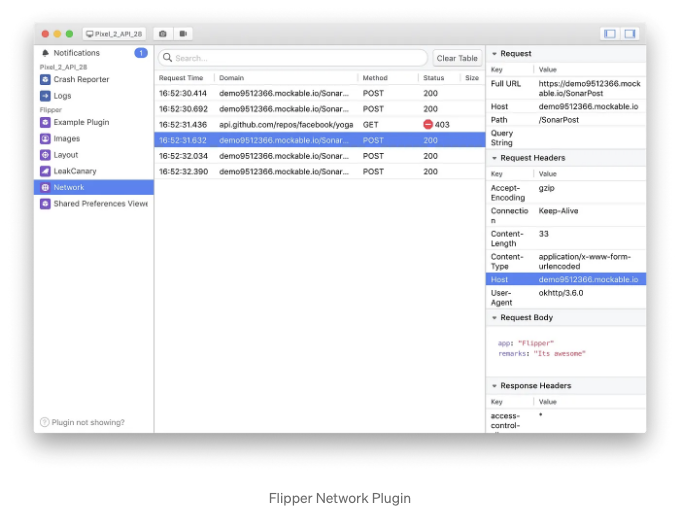 Pixel_2_API_28
Notifications 1
Pixel_2_API_28
Crash Reporter
Logs
Flipper
Example Plugin
Images
Layout
LeakCanary
Network
Shared Preferences Viewe
Plugin not showing?
Search...
Clear Table
Request Time Domain Method Status Size
16:52:30.414 demo9512366.mockable.io/Sonar... POST 200
16:52:30.692 demo9512366.mockable.io/Sonar... POST 200
16:52:31.436 api.github.com/repos/facebook/yoga GET 403
16:52:31.632 demo9512366.mockable.io/Sonar... POST 200
16:52:32.034 demo9512366.mockable.io/Sonar... POST 200
16:52:32.390 demo9512366.mockable.io/Sonar... POST 200
Request
Key Value
Full URL https://demo9512366.mock
able.io/SonarPost
Host demo9512366.mockable.io
Path /SonarPost
Query
String
Request Headers
Key Value
Accept- gzip
Encoding
Connectio Keep-Alive
n
Content- 33
Length
Content- application/x-www-form-
Type urlencoded
Host demo9512366.mockable.io
User- okhttp/3.6.0
Agent
Request Body
app: "Flipper"
remarks: "Its awesome"
Response Headers
Key Value
access- *
control-
Flipper Network Plugin